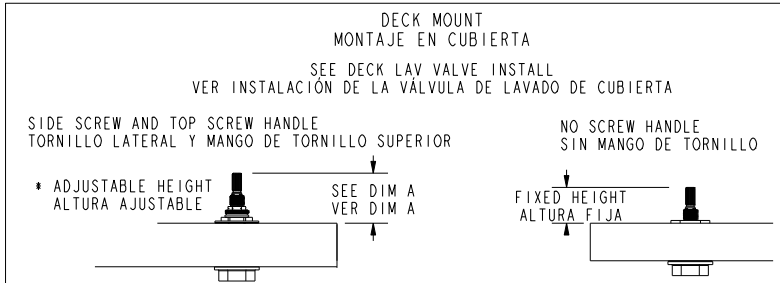 DECK MOUNT
MONTAJE EN CUBIERTA
SEE DECK LAV VALVE INSTALL
VER INSTALACIÓN DE LA VÁLVULA DE LAVADO DE CUBIERTA
SIDE SCREW AND TOP SCREW HANDLE
TORNILLO LATERAL Y MANGO DE TORNILLO SUPERIOR
* ADJUSTABLE HEIGHT
ALTURA AJUSTABLE
SEE DIM A
VER DIM A
NO SCREW HANDLE
SIN MANGO DE TORNILLO
FIXED HEIGHT
ALTURA FIJA